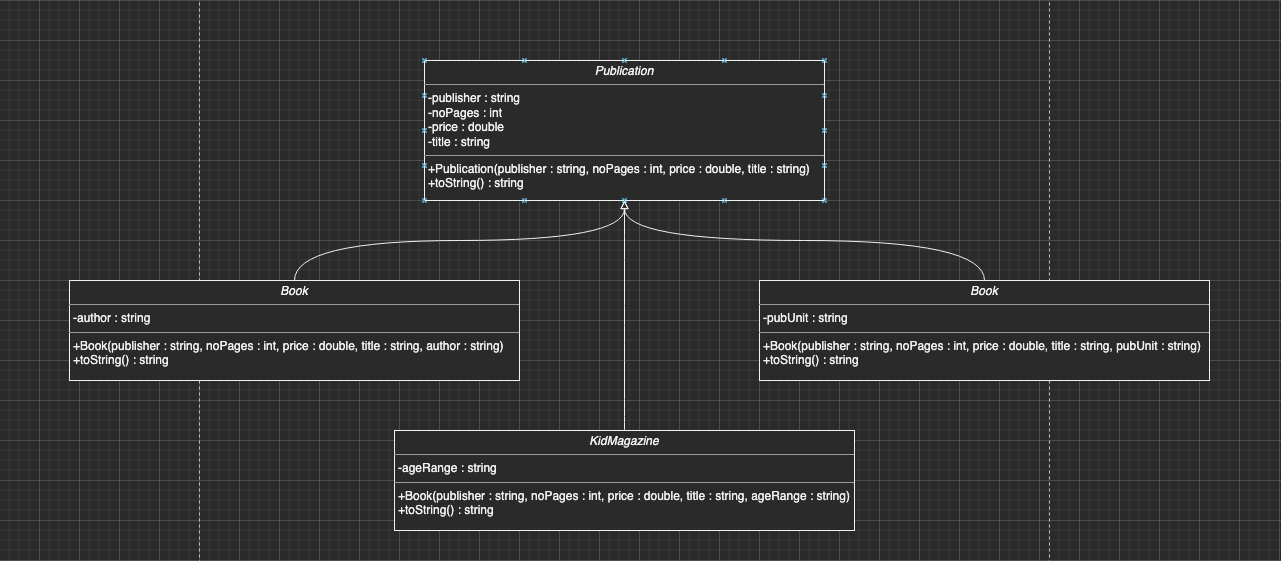 Publication
-publisher : string
-noPages : int
-price : double
-title : string
+Publication(publisher : string, noPages : int, price : double, title : string)
+toString() : string
Book
-author : string
+Book(publisher : string, noPages : int, price : double, title : string, author : string)
+toString() : string
Book
-pubUnit : string
+Book(publisher : string, noPages : int, price : double, title : string, pubUnit : string)
+toString() : string
KidMagazine
-ageRange : string
+Book(publisher : string, noPages : int, price : double, title : string, ageRange : string)
+toString() : string